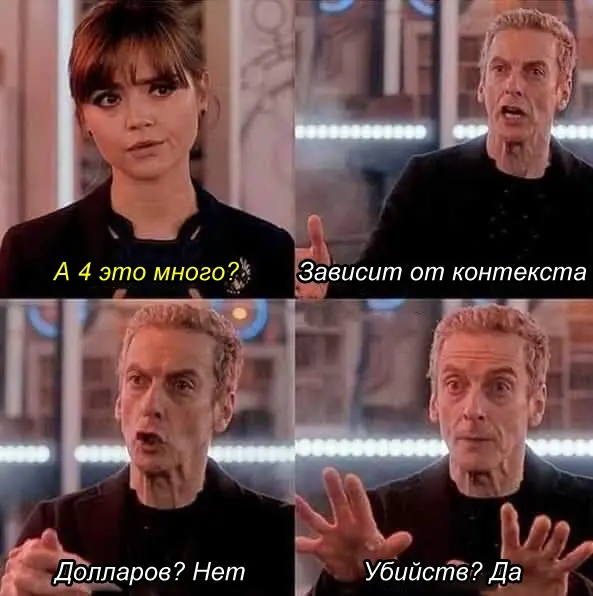 А 4 это много?
Зависит от контекста
Долларов? Нет
Убийств? Да